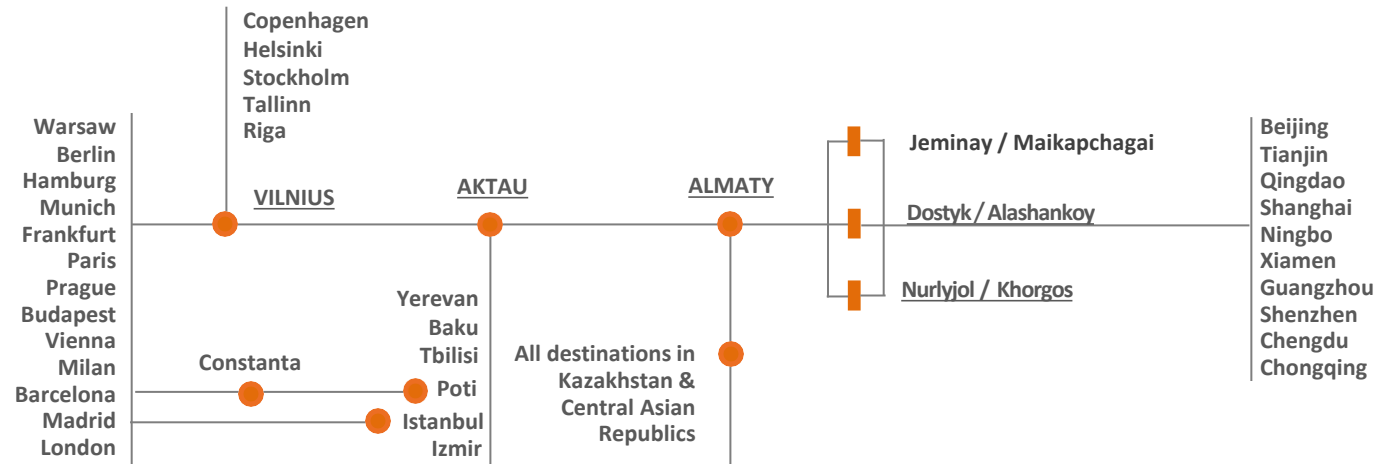 Copenhagen
Helsinki
Stockholm
Tallinn
Riga
Warsaw
Berlin
Hamburg
Munich
Frankfurt
Paris
Prague
Budapest
Vienna
Milan
Barcelona
Madrid
London
VILNIUS
Constanta
AKTAU
Yerevan
Baku
Tbilisi
Poti
Istanbul
Izmir
ALMATY
All destinations in
Kazakhstan &
Central Asian
Republics
Jeminay / Maikapchagai
Dostyk / Alashankoy
Nurlyjol / Khorgos
Beijing
Tianjin
Qingdao
Shanghai
Ningbo
Xiamen
Guangzhou
Shenzhen
Chengdu
Chongqing